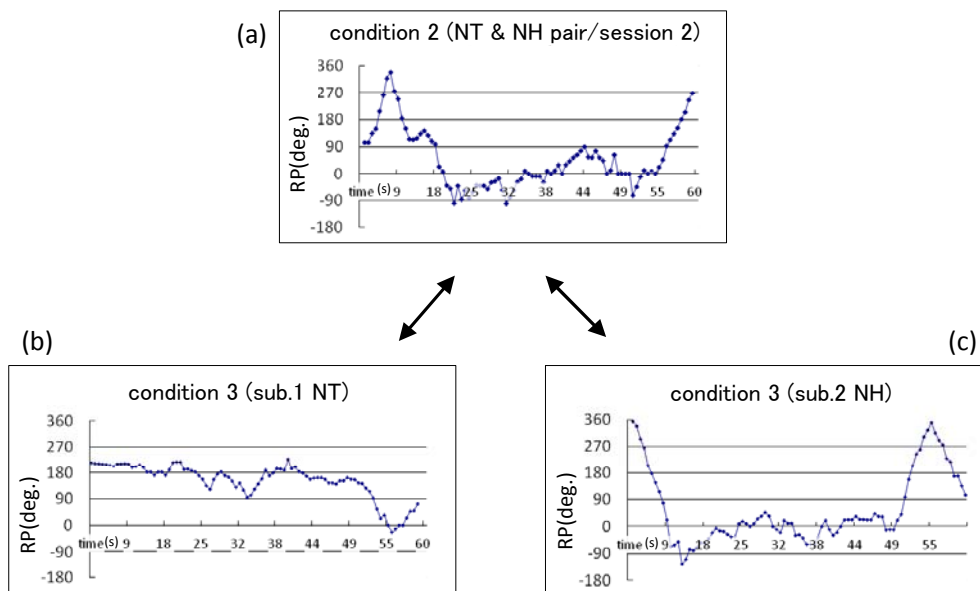 (a)
condition 2 (NT & NH pair/session 2)
360
270
180
90
0
-90
-180
RP(deg.)
time (s) 9 18 25 32 38 44 49 55 60
(b)
(c)
condition 3 (sub.1 NT)
360
270
180
90
0
-90
-180
RP(deg.)
time(s) 9 18 25 32 38 44 49 55 60
condition 3 (sub.2 NH)
360
270
180
90
0
-90
-180
RP(deg.)
time (s) 9 18 25 32 38 44 49 55